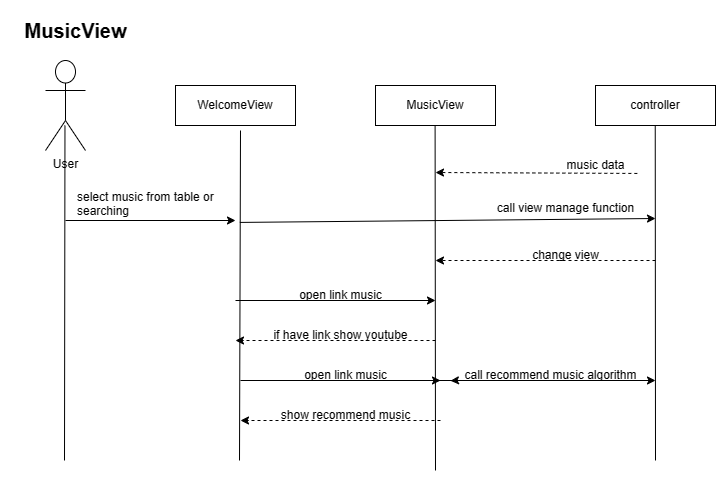 MusicView
WelcomeView
MusicView
controller
User
music data
select music from table or
searching
call view manage function
change view
open link music
if have link show youtube
open link music
call recommend music algorithm
show recommend music